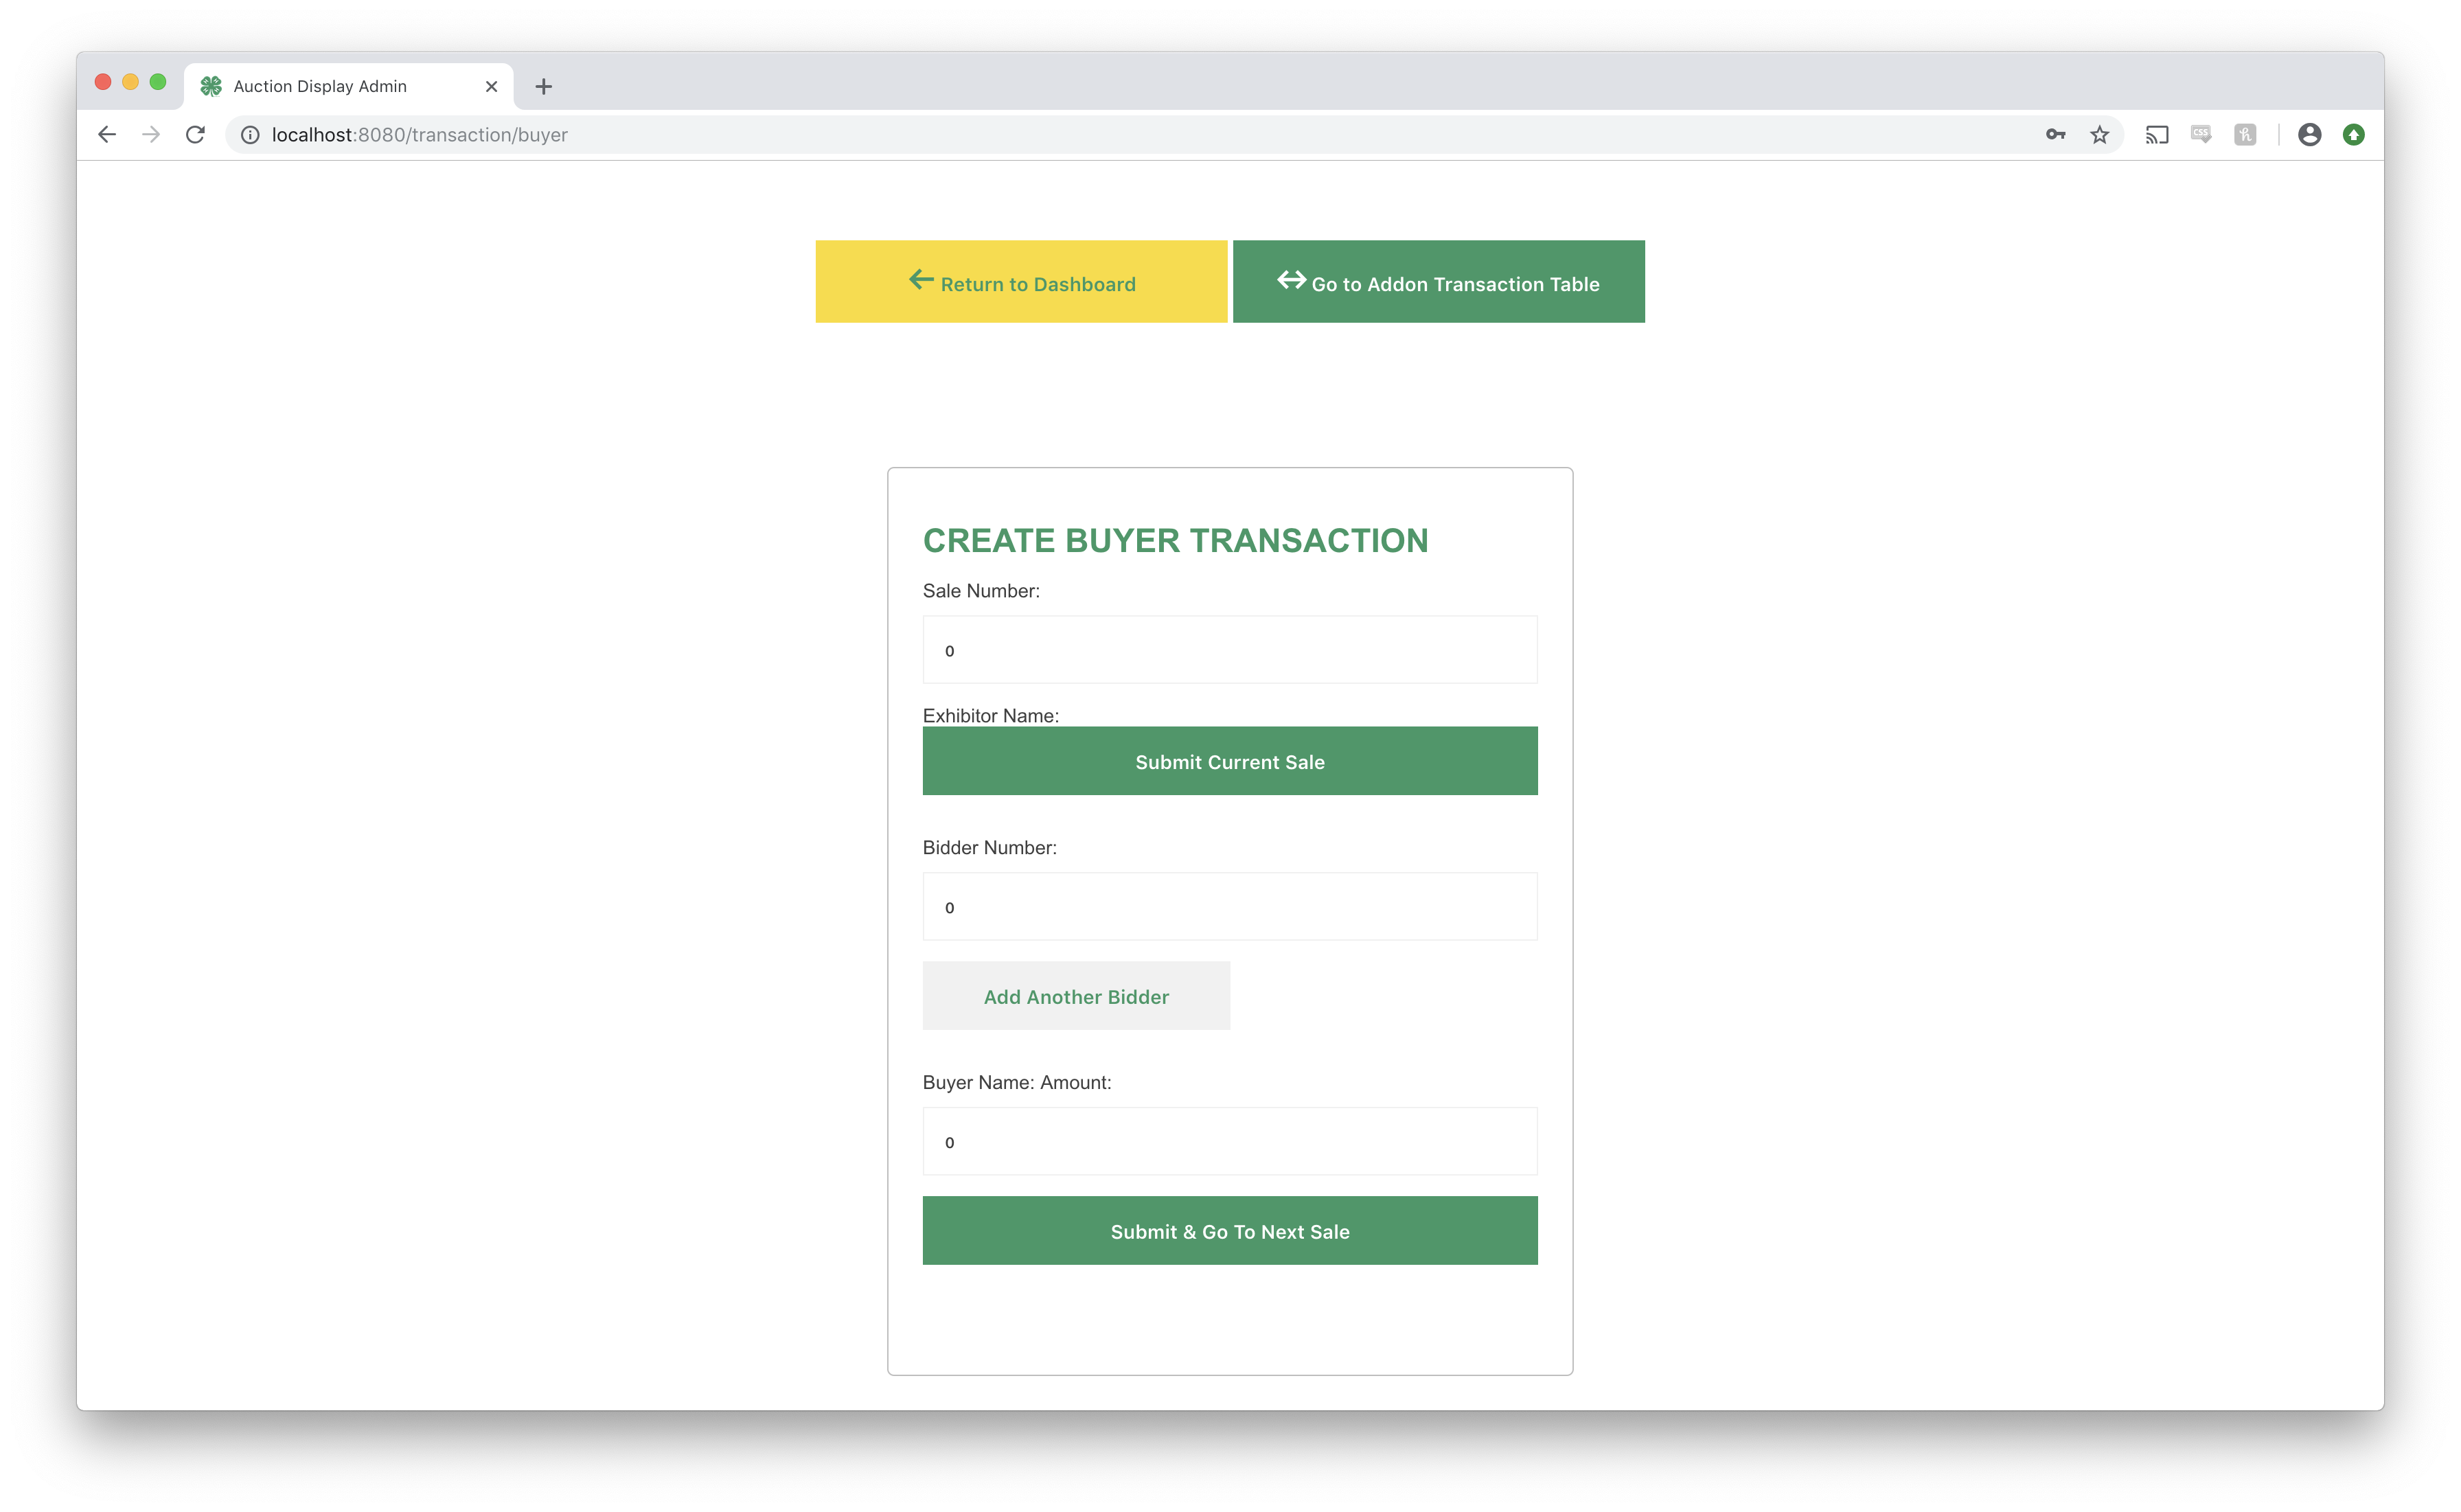 Auction Display Admin
localhost:8080/transaction/buyer
CSS
h
Return to Dashboard
Go to Addon Transaction Table
CREATE BUYER TRANSACTION
Sale Number:
0
Exhibitor Name:
Submit Current Sale
Bidder Number:
0
Add Another Bidder
Buyer Name: Amount:
0
Submit & Go To Next Sale